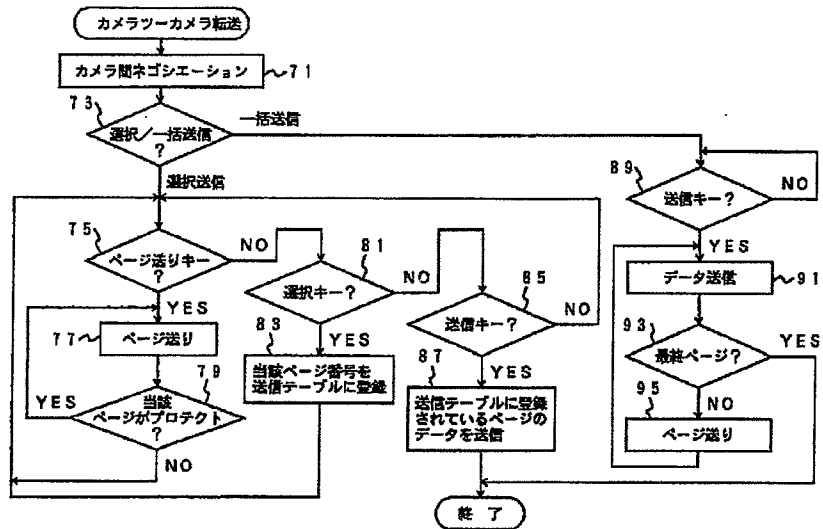 カメラツーカメラ転送
カメラ間ネゴシエーション
71
73
選択/一括送信
?
一括送信
選択送信
89
送信キー?
NO
YES
75
ページ送りキー
?
NO
YES
81
選択キー?
NO
YES
85
送信キー?
NO
YES
データ送信
91
77
ページ送り
83
当該ページ番号を
送信テーブルに登録
87
送信テーブルに登録
されているページの
データを送信
93
最終ページ?
YES
NO
79
当該
ページがプロテクト
?
YES
NO
95
ページ送り
終了